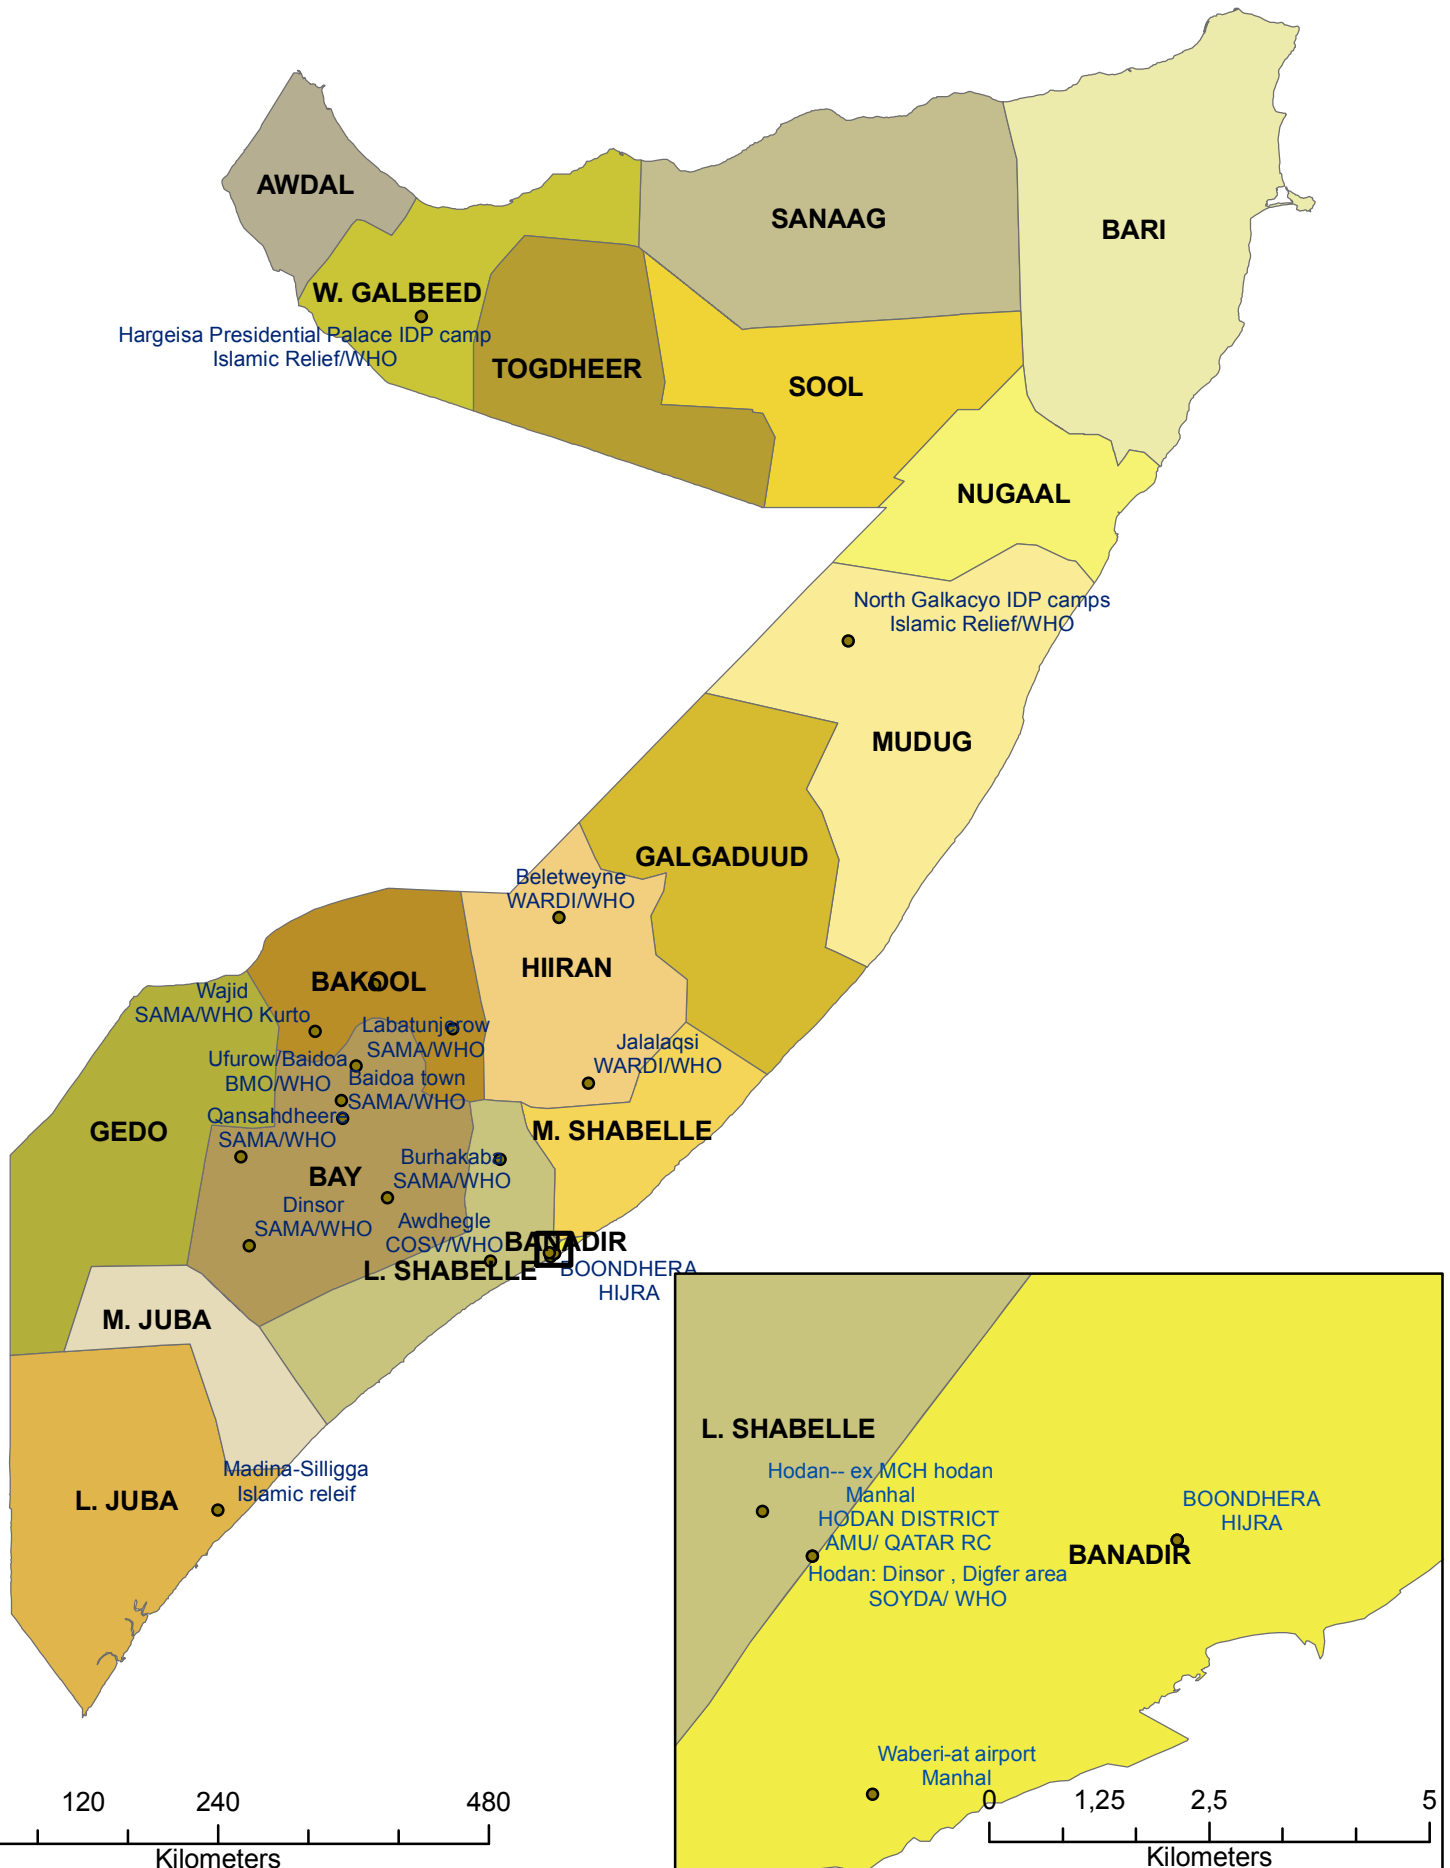 AWDAL
SANAAG
BARI
W. GALBEED
Hargeisa Presidential Palace IDP camp
Islamic Relief/WHO
TOGDHEER
SOOL
NUGAAL
North Galkacyo IDP camps
Islamic Relief/WHO
MUDUG
GALGADUUD
Beletweyne
WARDI/WHO
HIIRAN
BAKOOL
Wajid
SAMA/WHO Kurto
Labatunjerow
SAMA/WHO
Jalalaqsi
WARDI/WHO
Ufurow/Baidoa
BMO/WHO
Baidoa town
SAMA/WHO
Qansahdheere
SAMA/WHO
GEDO
M. SHABELLE
BAY
Burhakaba
SAMA/WHO
Dinsor
SAMA/WHO
Awdhegle
COSV/WHO
BANADIR
L. SHABELLE
BOONDHERA
HIJRA
M. JUBA
L. JUBA
Madina-Silligga
Islamic releif
L. SHABELLE
Hodan-- ex MCH hodan
Manhal
HODAN DISTRICT
AMU/ QATAR RC
Hodan: Dinsor , Digfer area
SOYDA/ WHO
BOONDHERA
HIJRA
BANADIR
Waberi-at airport
Manhal
0 1,25 2,5 5
Kilometers
120 240 480
Kilometers